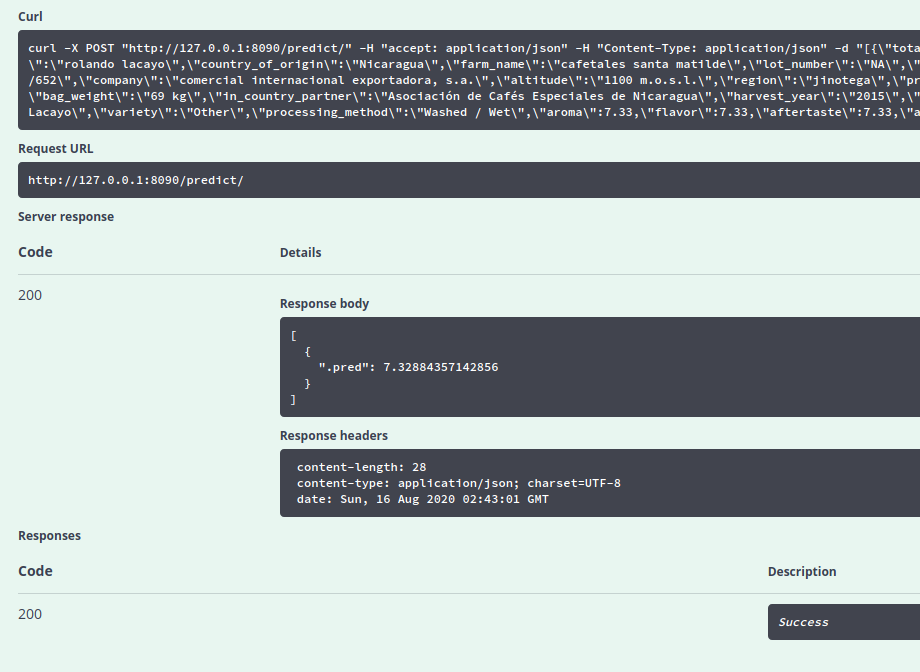 Curl
curl -X POST "http://127.0.0.1:8090/predict/" -H "accept: application/json" -H "Content-Type: application/json" -d "[{\"tota
\":\"rolando lacayo\",\"country_of_origin\":\"Nicaragua\",\"farm_name\":\"cafetales santa matilde\",\"lot_number\":\"NA\",\"
/652\",\"company\":\"comercial internacional exportadora, s.a.\",\"altitude\":\"1100 m.o.s.l.\",\"region\":\"jinotega\",\"pr
\"bag_weight\":\"69 kg\",\"in_country_partner\":\"Asociación de Cafés Especiales de Nicaragua\",\"harvest_year\":\"2015\",\"
Lacayo\",\"variety\":\"Other\",\"processing_method\":\"Washed / Wet\",\"aroma\":7.33,\"flavor\":7.33,\"aftertaste\":7.33,\"a
Request URL
http://127.0.0.1:8090/predict/
Server response
Code Details
200
Response body
[
{
".pred": 7.32884357142856
}
]
Response headers
content-length: 28
content-type: application/json; charset=UTF-8
date: Sun, 16 Aug 2020 02:43:01 GMT
Responses
Code Description
200
Success